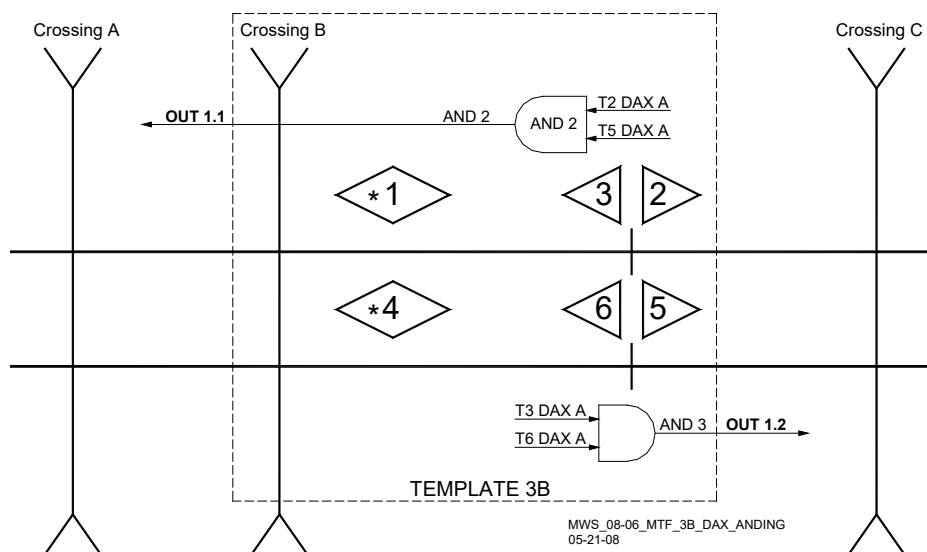 Crossing A
Crossing B
Crossing C
OUT 1.1
AND 2
AND 2
T2 DAX A
T5 DAX A
*1
3
2
*4
6
5
T3 DAX A
T6 DAX A
AND 3
OUT 1.2
TEMPLATE 3B
MWS_08-06_MTF_3B_DAX_ANDING
05-21-08